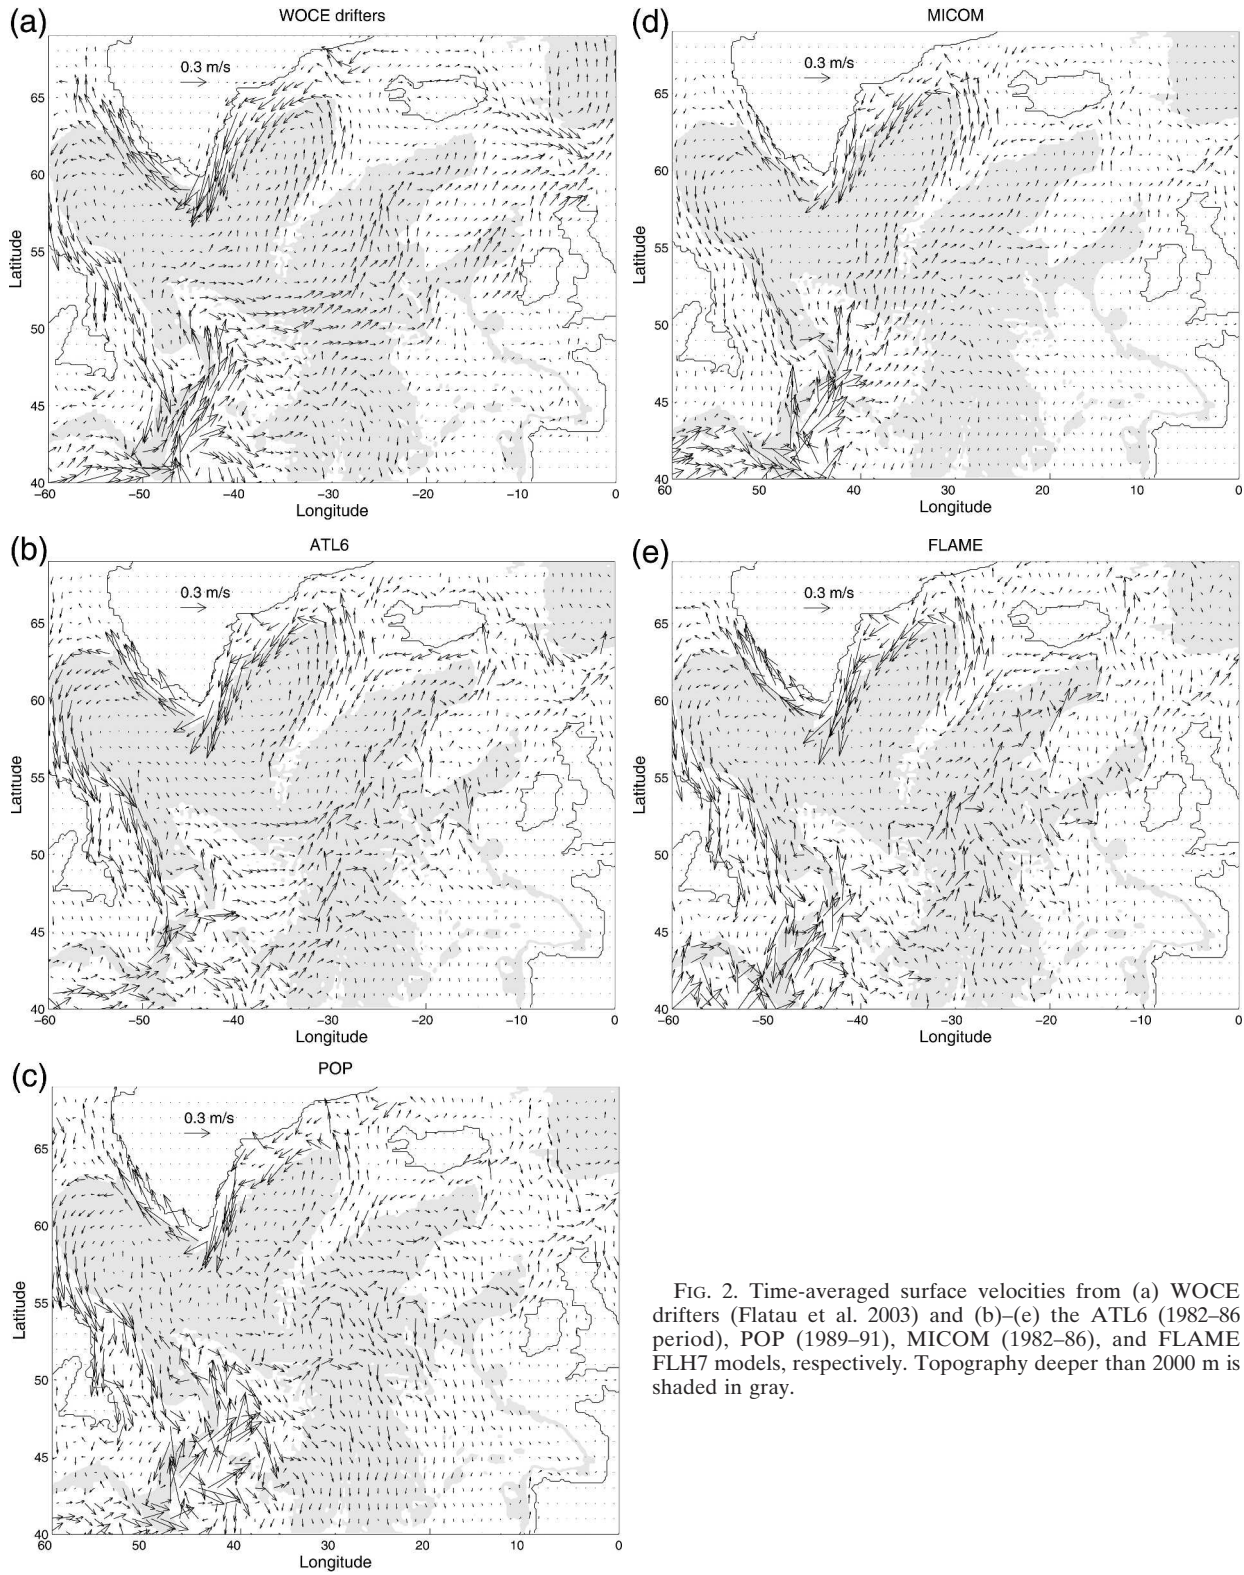 (a)
WOCE drifters
0.3 m/s
65
60
55
50
45
40
Latitude
−60
−50
−40
−30
−20
−10
0
Longitude
(d)
MICOM
0.3 m/s
65
60
55
50
45
40
Latitude
60
50
40
30
20
10
0
Longitude
(b)
ATL6
0.3 m/s
65
60
55
50
45
40
Latitude
−60
−50
−40
−30
−20
−10
0
Longitude
(e)
FLAME
0.3 m/s
65
60
55
50
45
40
Latitude
−60
−50
−40
−30
−20
−10
0
Longitude
(c)
POP
0.3 m/s
65
60
55
50
45
40
Latitude
60
50
40
30
20
10
0
Longitude
FIG. 2. Time-averaged surface velocities from (a) WOCE
drifters (Flatau et al. 2003) and (b)–(e) the ATL6 (1982–86
period), POP (1989–91), MICOM (1982–86), and FLAME
FLH7 models, respectively. Topography deeper than 2000 m is
shaded in gray.